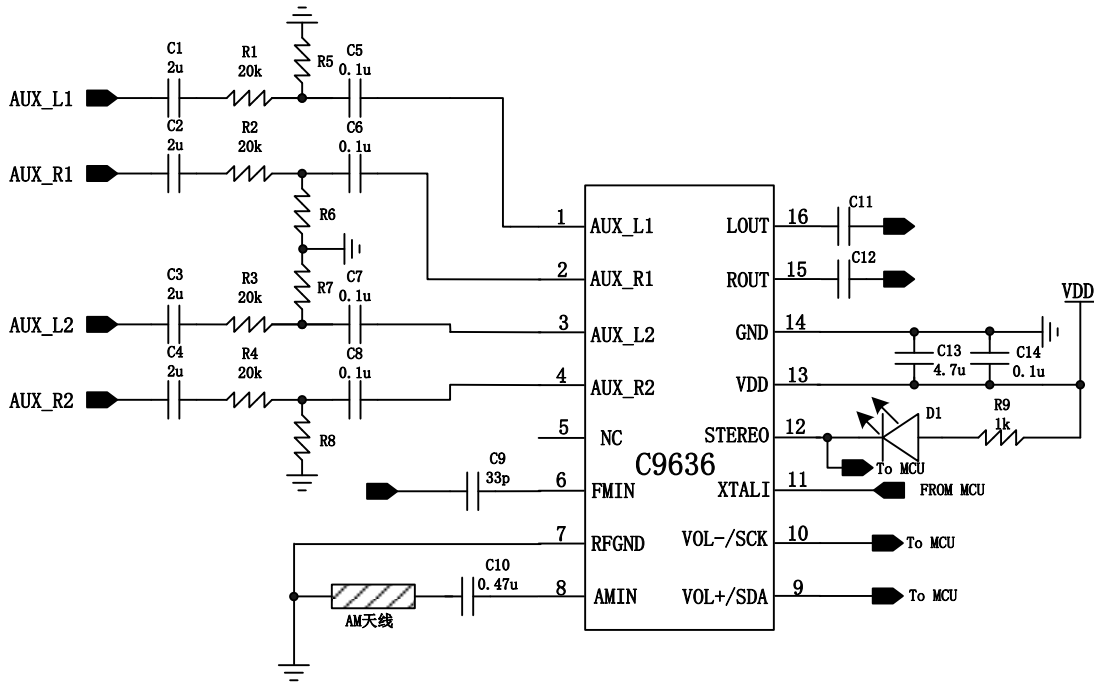 C1
2u
R1
20k
R5
C5
0.1u
AUX_L1
C2
2u
R2
20k
C6
0.1u
AUX_R1
R6
C3
2u
R3
20k
R7
C7
0.1u
AUX_L2
C4
2u
R4
20k
C8
0.1u
AUX_R2
R8
C9
33p
C10
0.47u
AM天线
1
AUX_L1
2
AUX_R1
3
AUX_L2
4
AUX_R2
5
NC
6
FMIN
7
RFGND
8
AMIN
C9636
LOUT
16
C11
ROUT
15
C12
GND
14
VDD
C13
4.7u
C14
0.1u
VDD
13
STEREO
12
D1
R9
1k
To MCU
XTALI
11
FROM MCU
VOL-/SCK
10
To MCU
VOL+/SDA
9
To MCU